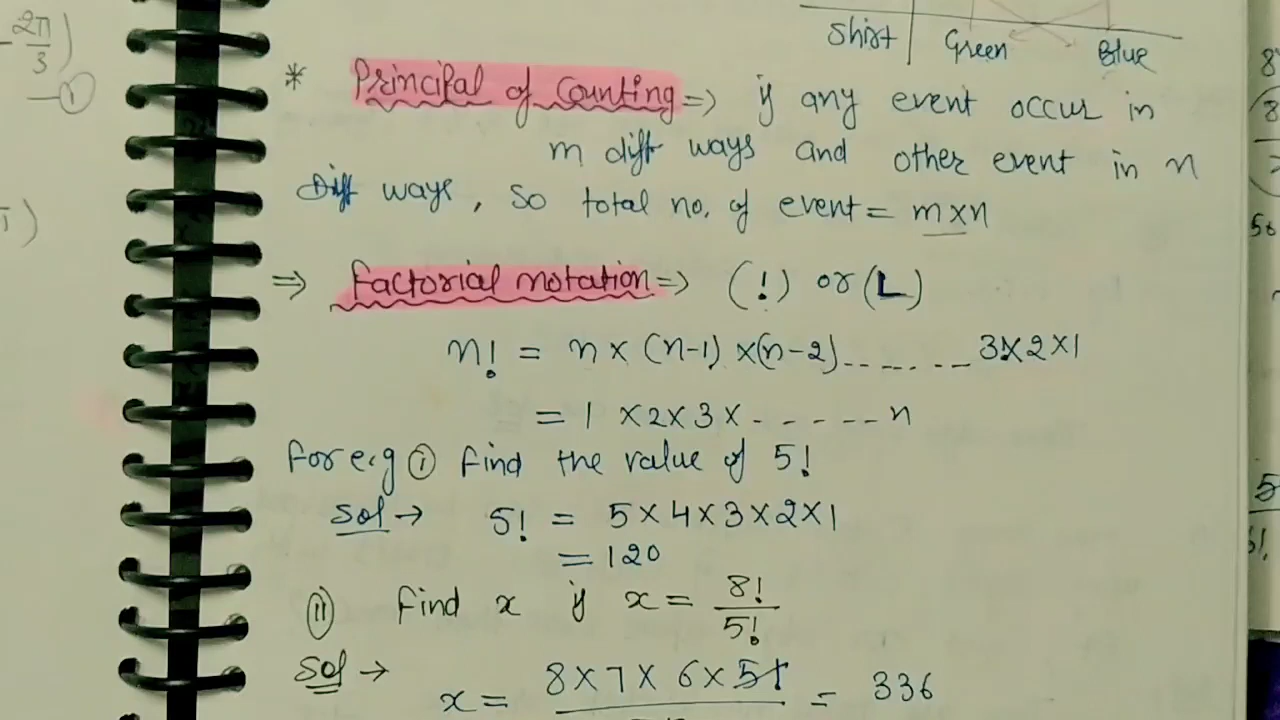 Shirt Green Blue
* Principal of Counting => if any event occur in
m diff ways and other event in n
Diff ways, so total no. of event = m×n
⇒ Factorial notation => (!) or (L)
n! = n × (n-1) × (n-2)....... 3×2×1
= 1 ×2×3×......n
For e.g (i) find the value of 5!
Sol → 5! = 5×4×3×2×1
= 120
(ii) Find x if x = 8!/5!
Sol → x = 8×7×6×5! = 336
- 2π/3)
— (1)
π)